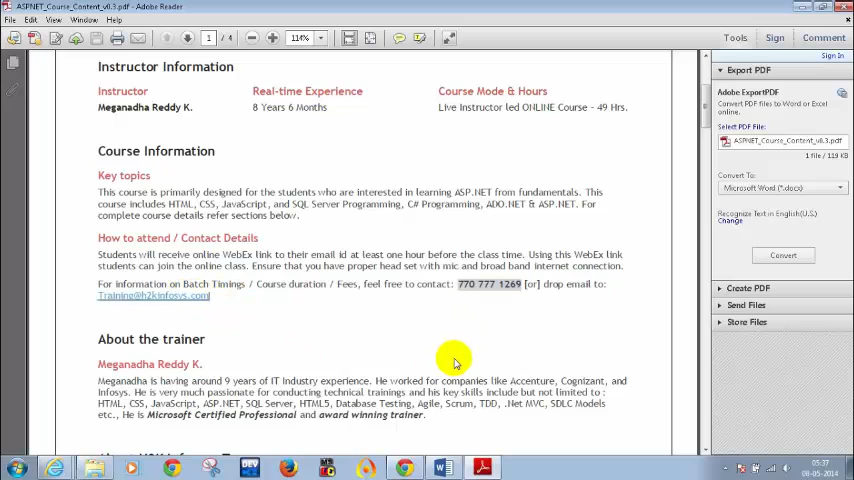 ASPNET_Course_Content_v0.3.pdf - Adobe Reader
File Edit View Window Help
1 / 4 114% Tools Sign Comment
Sign In
Instructor Information
Instructor Real-time Experience Course Mode & Hours
Meganadha Reddy K. 8 Years 6 Months Live Instructor led ONLINE Course – 49 Hrs.
Course Information
Key topics
This course is primarily designed for the students who are interested in learning ASP.NET from fundamentals. This
course includes HTML, CSS, JavaScript, and SQL Server Programming, C# Programming, ADO.NET & ASP.NET. For
complete course details refer sections below.
How to attend / Contact Details
Students will receive online WebEx link to their email id at least one hour before the class time. Using this WebEx link
students can join the online class. Ensure that you have proper head set with mic and broad band internet connection.
For information on Batch Timings / Course duration / Fees, feel free to contact: 770 777 1269 [or] drop email to:
Training@h2kinfosys.com
About the trainer
Meganadha Reddy K.
Meganadha is having around 9 years of IT Industry experience. He worked for companies like Accenture, Cognizant, and
Infosys. He is very much passionate for conducting technical trainings and his key skills include but not limited to :
HTML, CSS, JavaScript, ASP.NET, SQL Server, HTML5, Database Testing, Agile, Scrum, TDD, .Net MVC, SDLC Models
etc., He is Microsoft Certified Professional and award winning trainer.
Export PDF
Adobe ExportPDF
Convert PDF files to Word or Excel
online.
Select PDF File:
ASPNET_Course_Content_v0.3.pdf
1 file / 119 KB
Convert To:
Microsoft Word (*.docx)
Recognize Text in English(U.S.)
Change
Convert
Create PDF
Send Files
Store Files
DEV
05:37
08-05-2014